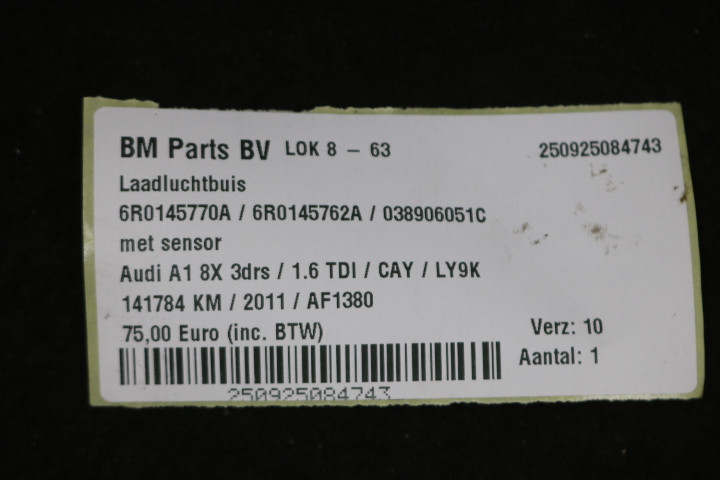 BM Parts BV LOK 8 - 63 250925084743
Laadluchtbuis
6R0145770A / 6R0145762A / 038906051C
met sensor
Audi A1 8X 3drs / 1.6 TDI / CAY / LY9K
141784 KM / 2011 / AF1380
75,00 Euro (inc. BTW) Verz: 10
Aantal: 1
250925084743